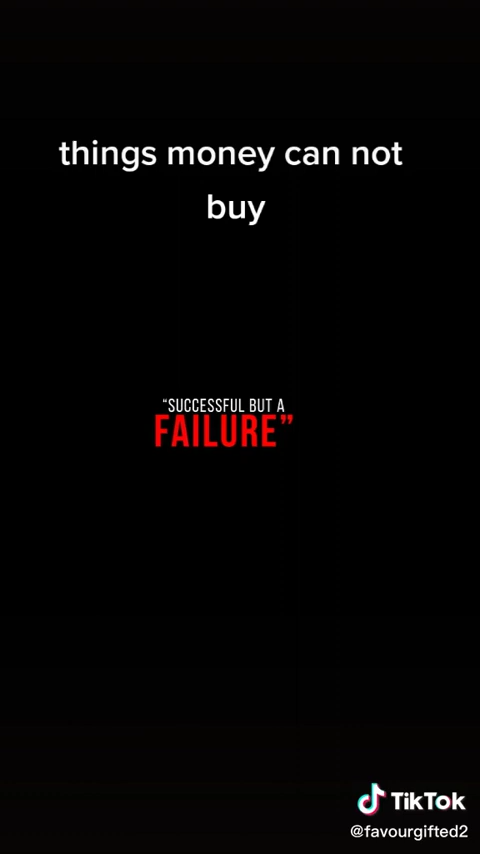 things money can not
buy
“SUCCESSFUL BUT A
FAILURE”
TikTok
@favourgifted2